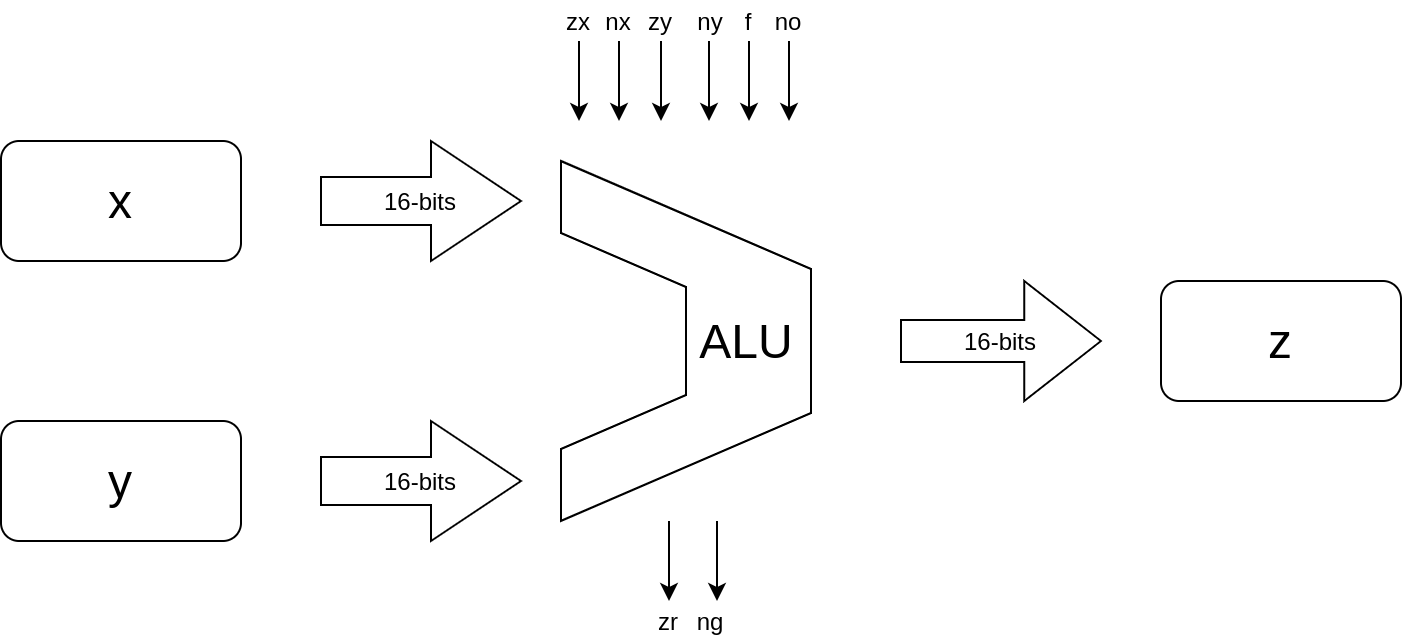 zx nx zy ny f no
x
16-bits
ALU
16-bits
z
y
16-bits
zr ng